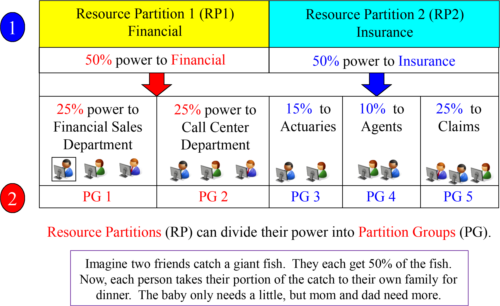 Resource Partition 1 (RP1)
Financial
Resource Partition 2 (RP2)
Insurance
1
50% power to Financial
50% power to Insurance
25% power to
Financial Sales
Department
25% power to
Call Center
Department
15% to
Actuaries
10% to
Agents
25% to
Claims
2
PG 1
PG 2
PG 3
PG 4
PG 5
Resource Partitions (RP) can divide their power into Partition Groups (PG).
Imagine two friends catch a giant fish. They each get 50% of the fish.
Now, each person takes their portion of the catch to their own family for
dinner. The baby only needs a little, but mom and dad need more.